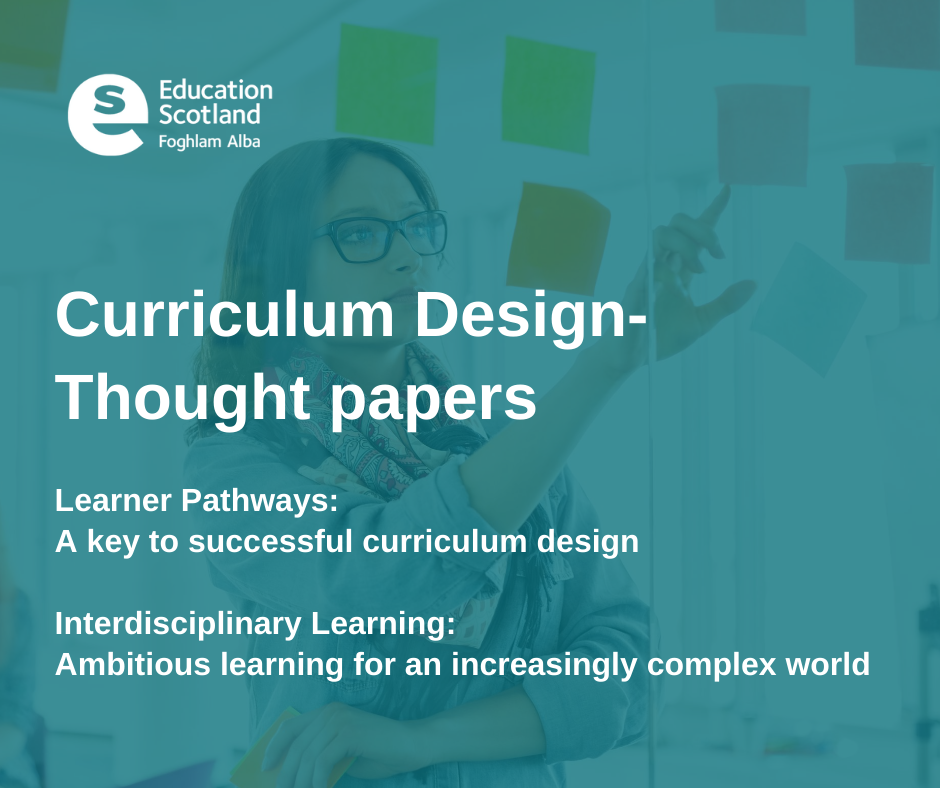 Education
Scotland
Foghlam Alba
Curriculum Design-
Thought papers
Learner Pathways:
A key to successful curriculum design
Interdisciplinary Learning:
Ambitious learning for an increasingly complex world